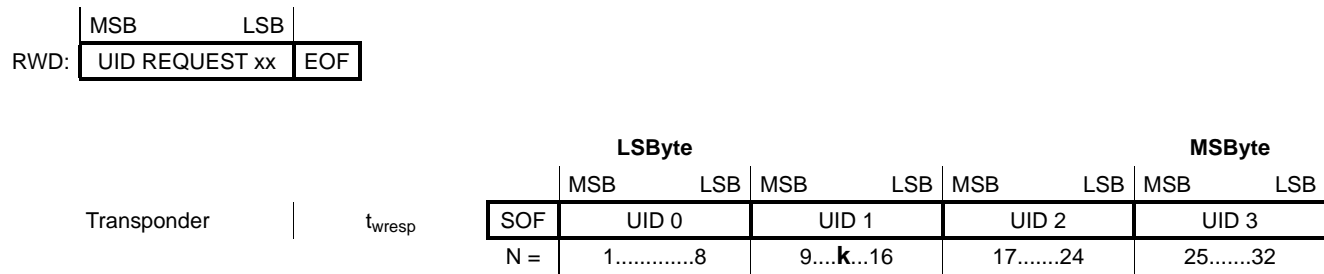 MSB LSB
RWD: UID REQUEST xx EOF
LSByte MSByte
MSB LSB MSB LSB MSB LSB MSB LSB
Transponder twresp SOF UID 0 UID 1 UID 2 UID 3
N = 1.............8 9....k...16 17.......24 25.......32